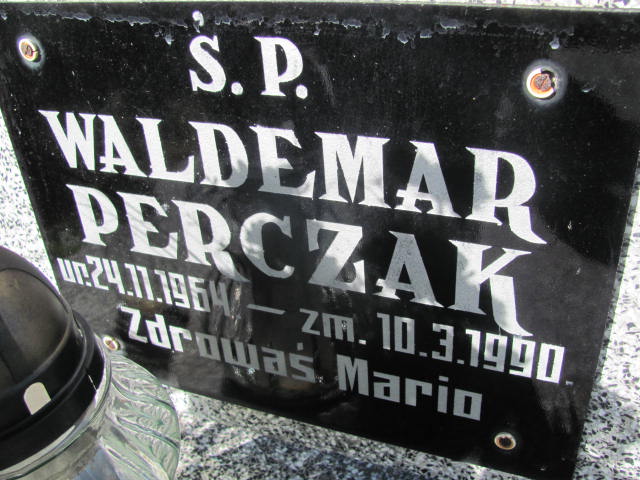 Ś. P.
WALDEMAR
PERCZAK
ur. 24.11.1964 — zm. 10.3.1990.
Zdrowaś Mario